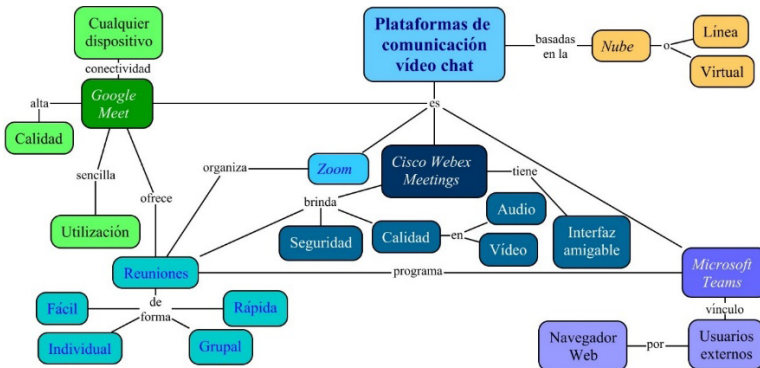 Cualquier
dispositivo
conectividad
Google
Meet
alta
Calidad
sencilla
Utilización
ofrece
Plataformas de
comunicación
vídeo chat
basadas
en la
Nube
o
Línea
Virtual
es
organiza
Zoom
Cisco Webex
Meetings
tiene
Interfaz
amigable
brinda
Seguridad
Calidad
en
Audio
Vídeo
Reuniones
programa
Microsoft
Teams
de
forma
Fácil
Rápida
Individual
Grupal
vínculo
Usuarios
externos
por
Navegador
Web